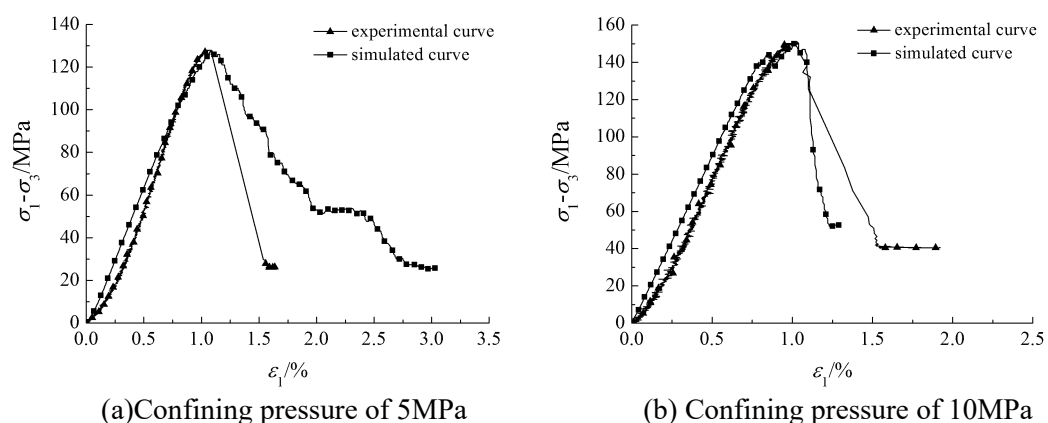 140
120
100
80
60
40
20
0
0.0 0.5 1.0 1.5 2.0 2.5 3.0 3.5
σ1-σ3/MPa
ε1/%
experimental curve
simulated curve
(a)Confining pressure of 5MPa
160
140
120
100
80
60
40
20
0
0.0 0.5 1.0 1.5 2.0 2.5
σ1-σ3/MPa
ε1/%
experimental curve
simulated curve
(b) Confining pressure of 10MPa